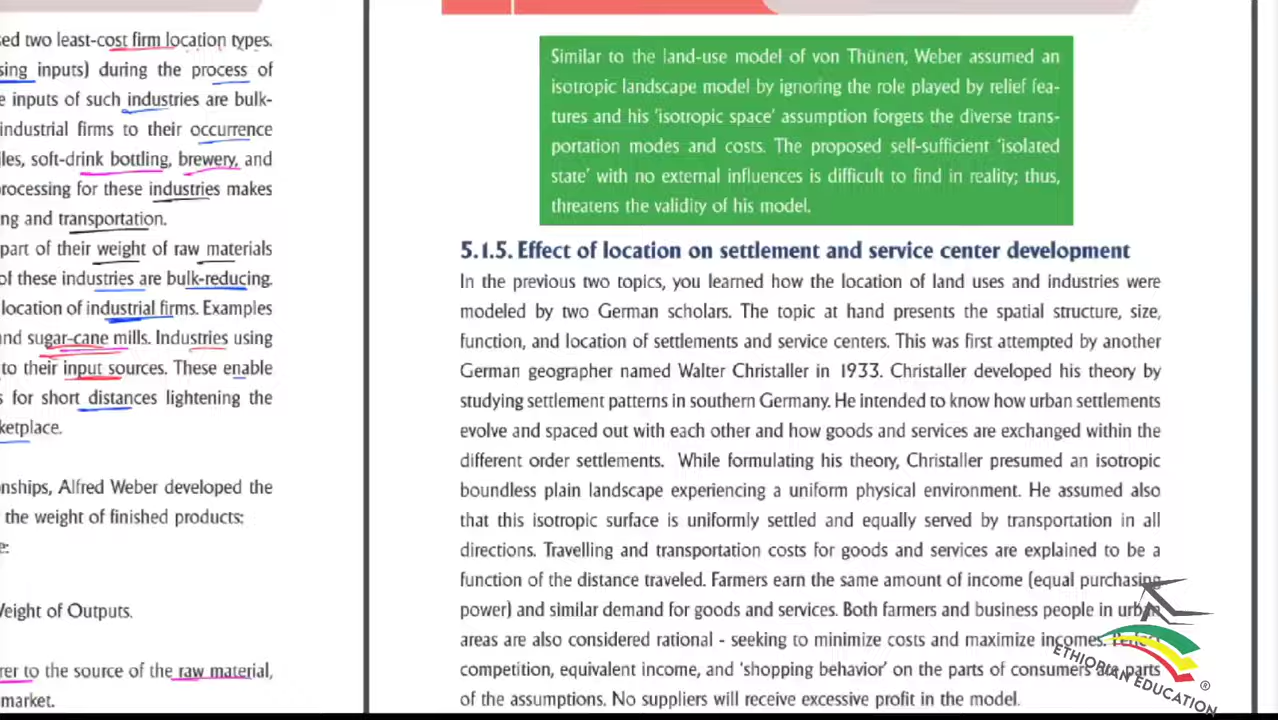 sed two least-cost firm location types.
sing inputs) during the process of
e inputs of such industries are bulk-
industrial firms to their occurrence
les, soft-drink bottling, brewery, and
processing for these industries makes
ng and transportation.
part of their weight of raw materials
of these industries are bulk-reducing.
location of industrial firms. Examples
nd sugar-cane mills. Industries using
to their input sources. These enable
s for short distances lightening the
ketplace.
onships, Alfred Weber developed the
the weight of finished products:
e:
Weight of Outputs.
rer to the source of the raw material,
market.
Similar to the land-use model of von Thünen, Weber assumed an
isotropic landscape model by ignoring the role played by relief fea-
tures and his ‘isotropic space’ assumption forgets the diverse trans-
portation modes and costs. The proposed self-sufficient ‘isolated
state’ with no external influences is difficult to find in reality; thus,
threatens the validity of his model.
5.1.5. Effect of location on settlement and service center development
In the previous two topics, you learned how the location of land uses and industries were
modeled by two German scholars. The topic at hand presents the spatial structure, size,
function, and location of settlements and service centers. This was first attempted by another
German geographer named Walter Christaller in 1933. Christaller developed his theory by
studying settlement patterns in southern Germany. He intended to know how urban settlements
evolve and spaced out with each other and how goods and services are exchanged within the
different order settlements. While formulating his theory, Christaller presumed an isotropic
boundless plain landscape experiencing a uniform physical environment. He assumed also
that this isotropic surface is uniformly settled and equally served by transportation in all
directions. Travelling and transportation costs for goods and services are explained to be a
function of the distance traveled. Farmers earn the same amount of income (equal purchasing
power) and similar demand for goods and services. Both farmers and business people in urban
areas are also considered rational - seeking to minimize costs and maximize incomes. Perfect
competition, equivalent income, and ‘shopping behavior’ on the parts of consumers are parts
of the assumptions. No suppliers will receive excessive profit in the model.
ETHIOPIAN EDUCATION ®